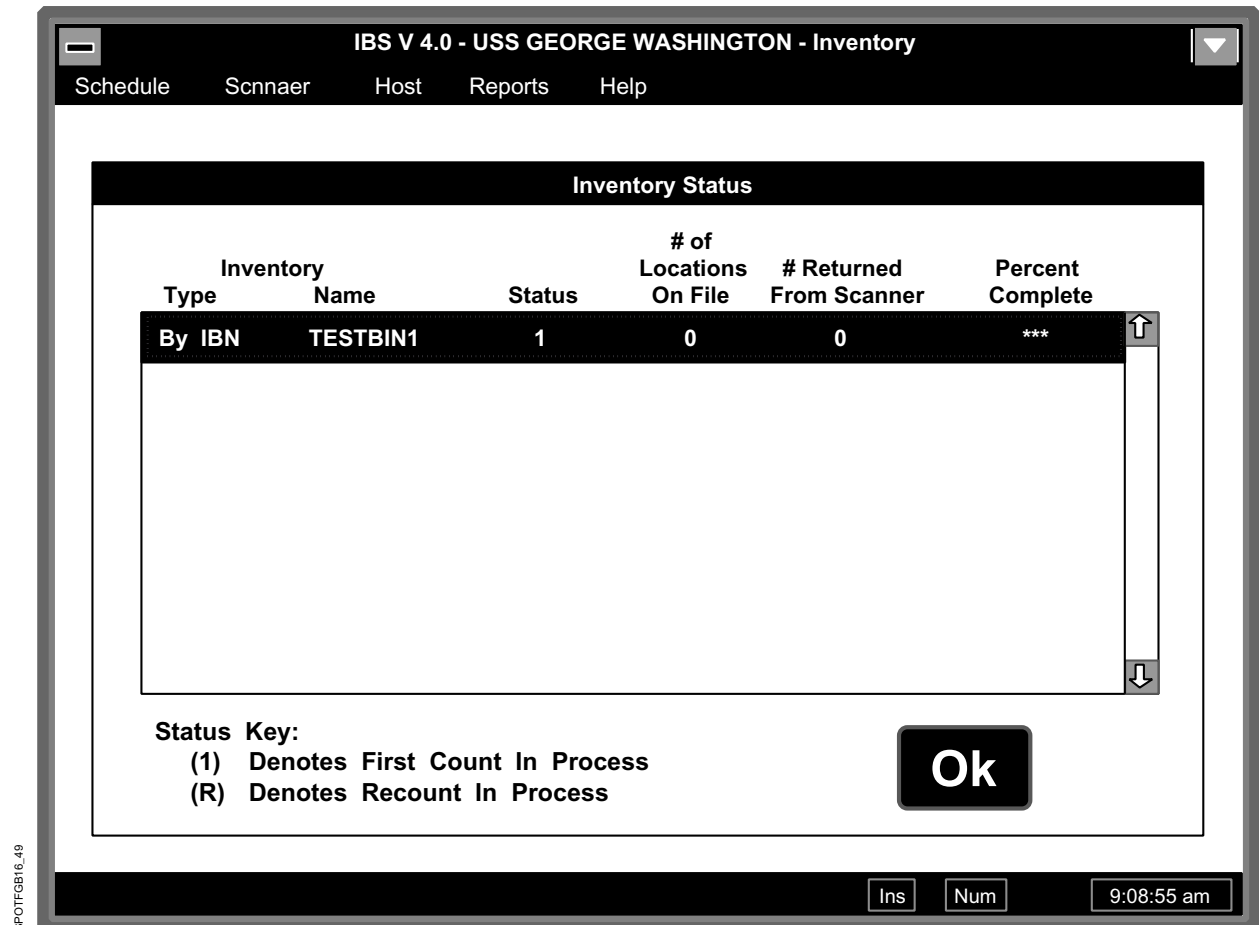 IBS V 4.0 - USS GEORGE WASHINGTON - Inventory
Schedule Scnnaer Host Reports Help
Inventory Status
# of
Inventory Locations # Returned Percent
Type Name Status On File From Scanner Complete
By IBN TESTBIN1 1 0 0 ***
Status Key:
(1) Denotes First Count In Process
(R) Denotes Recount In Process
Ok
Ins Num 9:08:55 am